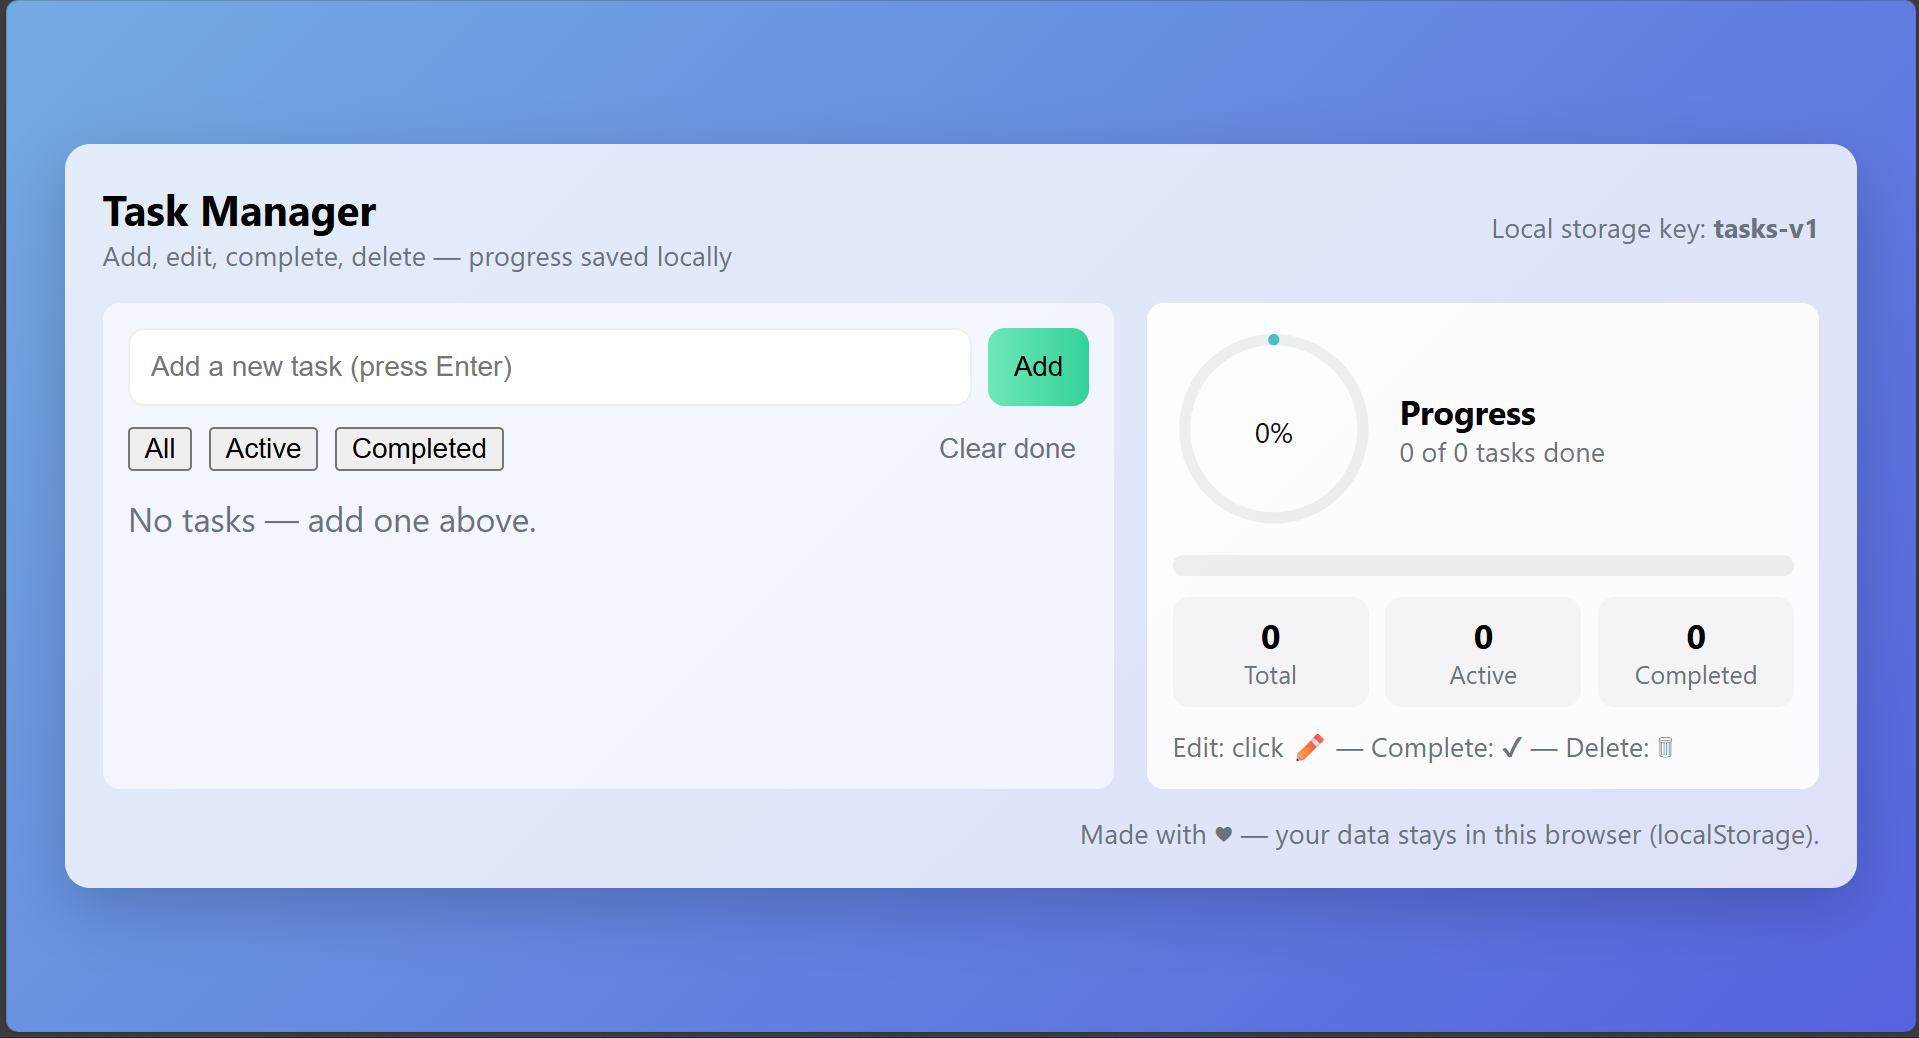 Task Manager
Add, edit, complete, delete — progress saved locally
Local storage key: tasks-v1
Add a new task (press Enter)
Add
All
Active
Completed
Clear done
No tasks — add one above.
0%
Progress
0 of 0 tasks done
0
Total
0
Active
0
Completed
Edit: click ✏️ — Complete: ✔ — Delete: 🗑
Made with ♥ — your data stays in this browser (localStorage).